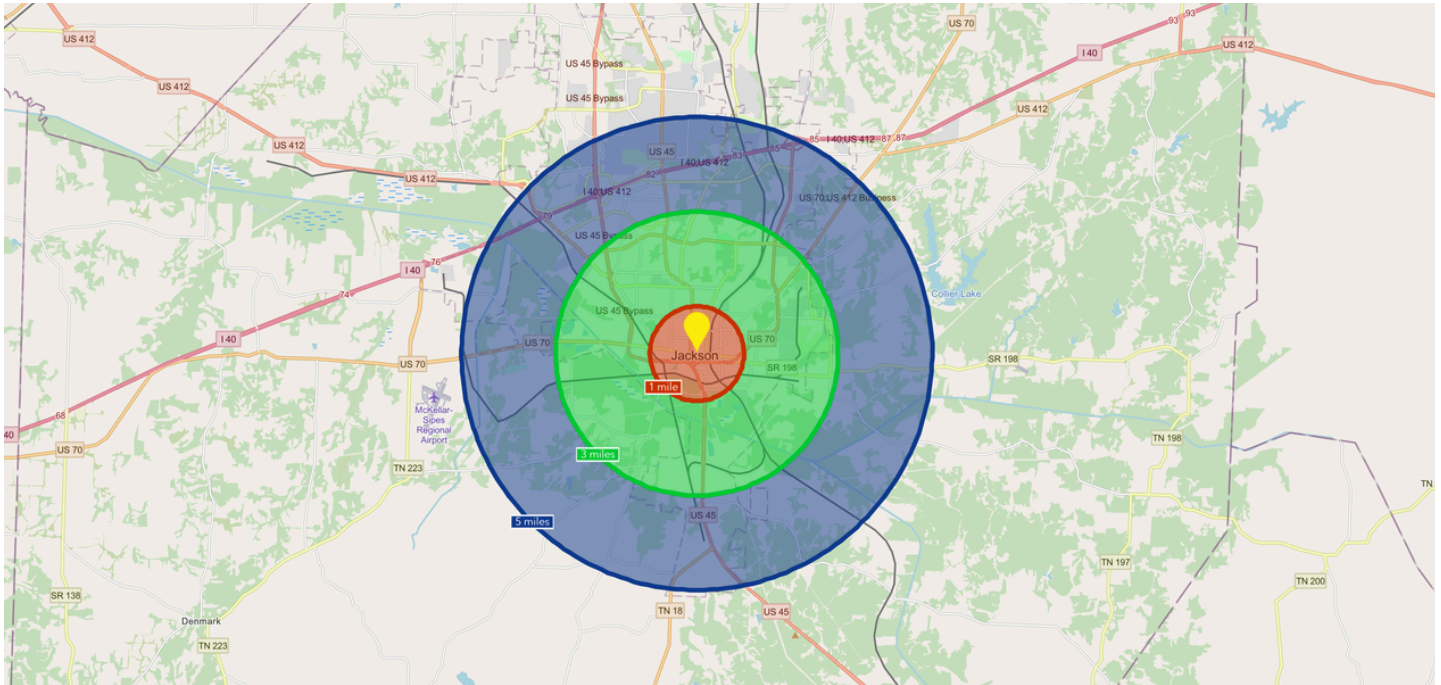 93
93
US 70
US 412
US 412
I 40
US 45 Bypass
US 412
US 45 Bypass
US 412
85
I 40;US 412
87
87
US 412
US 45
85
83
I 40;US 412
82
US 412
I 40;US 412
US 70;US 412 Business
79
US 45 Bypass
76
I 40
74
Collier Lake
US 45 Bypass
I 40
US 70
US 70
Jackson
SR 198
US 70
SR 198
1 mile
McKellar-
Sipes
Regional
Airport
68
40
US 70
TN 198
3 miles
TN 223
TN
US 45
5 miles
TN 197
TN 200
SR 138
TN 18
US 45
Denmark
TN 223